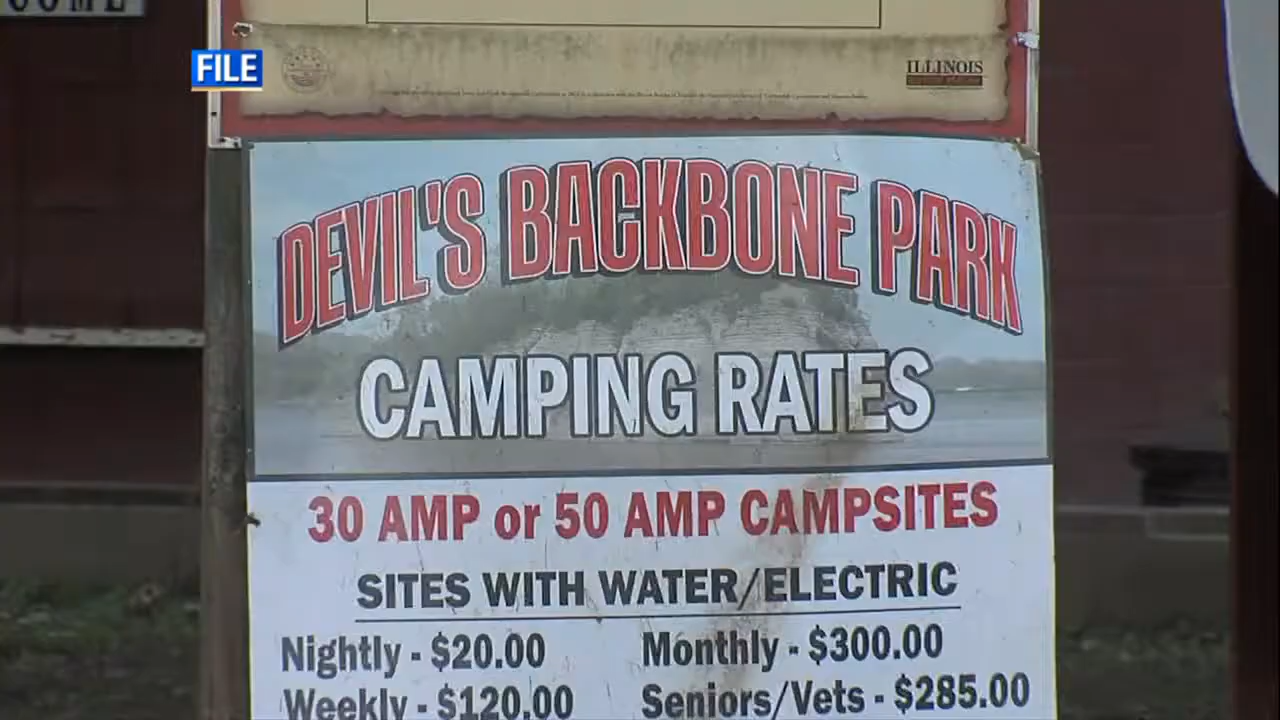 COME
FILE
ILLINOIS
DEVIL'S BACKBONE PARK
CAMPING RATES
30 AMP or 50 AMP CAMPSITES
SITES WITH WATER/ELECTRIC
Nightly - $20.00
Monthly - $300.00
Weekly - $120.00
Seniors/Vets - $285.00